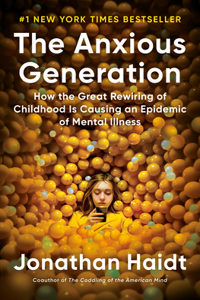 #1 NEW YORK TIMES BESTSELLER
The Anxious
Generation
How the Great Rewiring of
Childhood Is Causing an Epidemic
of Mental Illness
Jonathan Haidt
Coauthor of The Coddling of the American Mind